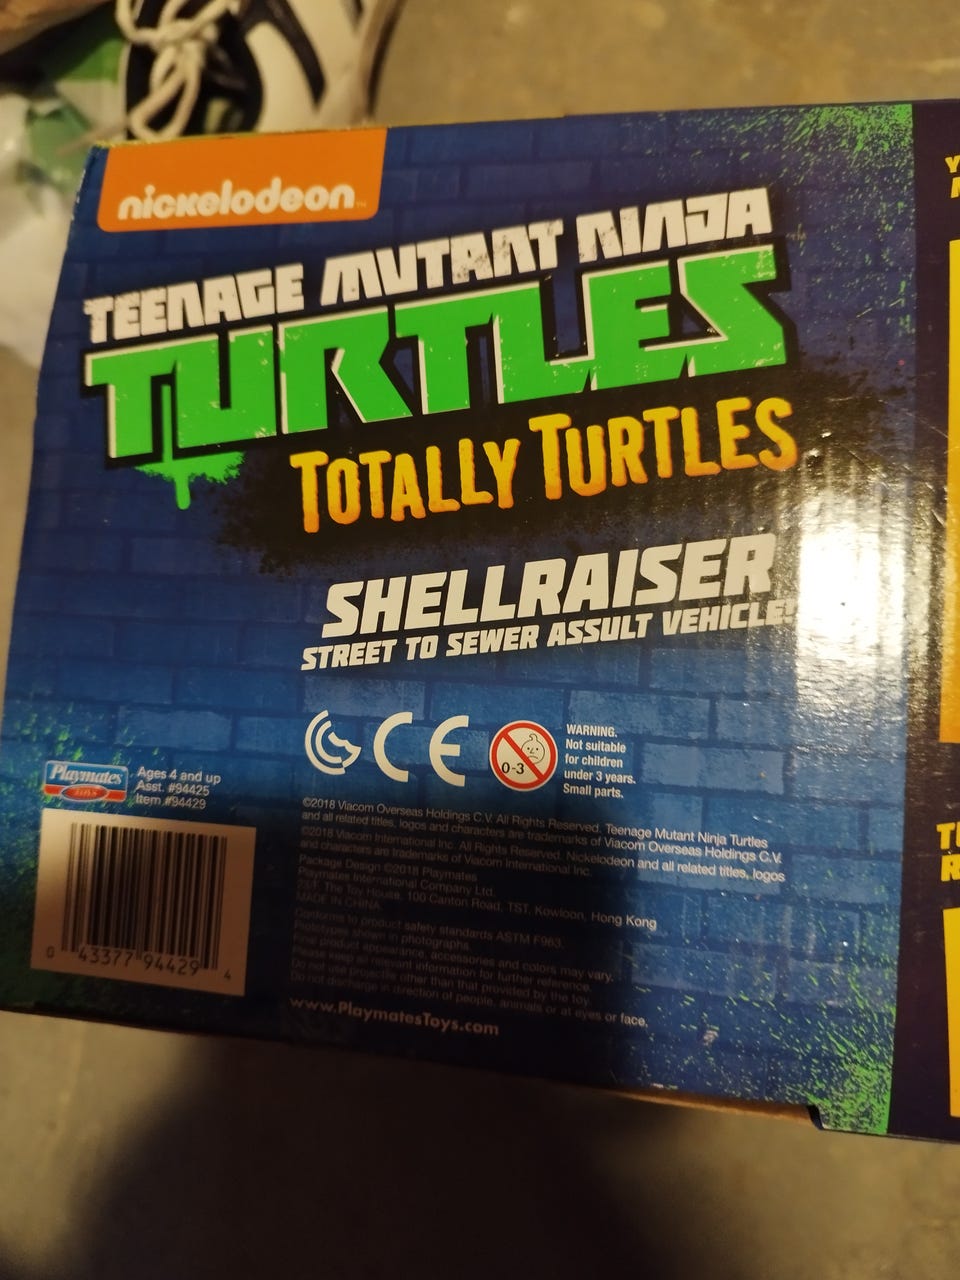 nickelodeon™
TEENAGE MUTANT NINJA
TURTLES
TOTALLY TURTLES
SHELLRAISER
STREET TO SEWER ASSULT VEHICLE!
CE
0-3
WARNING.
Not suitable
for children
under 3 years.
Small parts.
Playmates
TOYS
Ages 4 and up
Asst. #94425
Item #94429
0 43377 94429 4
©2018 Viacom Overseas Holdings C.V. All Rights Reserved. Teenage Mutant Ninja Turtles
and all related titles, logos and characters are trademarks of Viacom Overseas Holdings C.V.
©2018 Viacom International Inc. All Rights Reserved. Nickelodeon and all related titles, logos
and characters are trademarks of Viacom International Inc.
Package Design ©2018 Playmates
Playmates International Company Ltd.
23/F, The Toy House, 100 Canton Road, TST, Kowloon, Hong Kong
MADE IN CHINA.
Conforms to product safety standards ASTM F963.
Prototypes shown in photographs.
Final product appearance, accessories and colors may vary.
Please keep all relevant information for further reference.
Do not use projectile other than that provided by the toy.
Do not discharge in direction of people, animals or at eyes or face.
www.PlaymatesToys.com